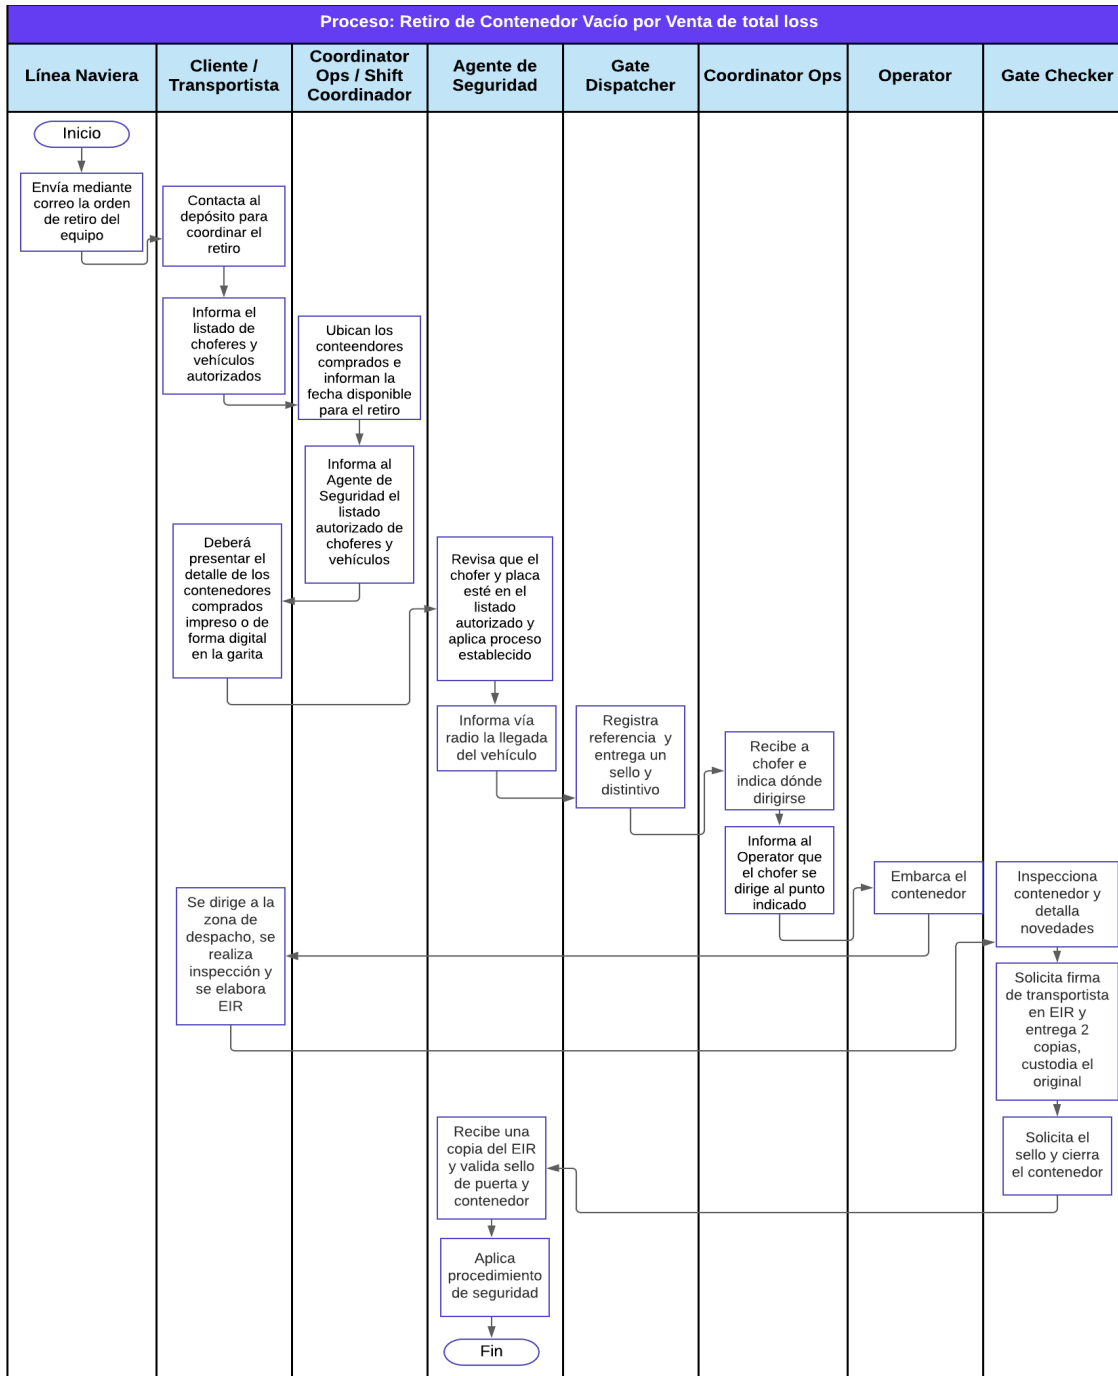 Proceso: Retiro de Contenedor Vacío por Venta de total loss
Línea Naviera
Cliente /
Transportista
Coordinator
Ops / Shift
Coordinador
Agente de
Seguridad
Gate
Dispatcher
Coordinator Ops
Operator
Gate Checker
Inicio
Envía mediante
correo la orden
de retiro del
equipo
Contacta al
depósito para
coordinar el
retiro
Informa el
listado de
choferes y
vehículos
autorizados
Ubican los
conteendores
comprados e
informan la
fecha disponible
para el retiro
Informa al
Agente de
Seguridad el
listado
autorizado de
choferes y
vehículos
Deberá
presentar el
detalle de los
contenedores
comprados
impreso o de
forma digital
en la garita
Revisa que el
chofer y placa
esté en el
listado
autorizado y
aplica proceso
establecido
Informa vía
radio la llegada
del vehículo
Registra
referencia y
entrega un
sello y
distintivo
Recibe a
chofer e
indica dónde
dirigirse
Informa al
Operator que
el chofer se
dirige al punto
indicado
Embarca el
contenedor
Se dirige a la
zona de
despacho, se
realiza
inspección y
se elabora
EIR
Inspecciona
contenedor y
detalla
novedades
Solicita firma
de transportista
en EIR y
entrega 2
copias,
custodia el
original
Solicita el
sello y cierra
el contenedor
Recibe una
copia del EIR
y valida sello
de puerta y
contenedor
Aplica
procedimiento
de seguridad
Fin